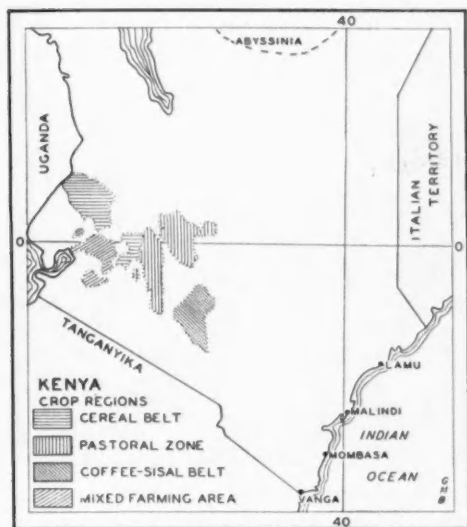 40
ABYSSINIA
UGANDA
ITALIAN
TERRITORY
0
0
TANGANYIKA
LAMU
KENYA
CROP REGIONS
CEREAL BELT
PASTORAL ZONE
COFFEE-SISAL BELT
MIXED FARMING AREA
MALINDI
INDIAN
MOMBASA
OCEAN
VANGA
G
M
B
40